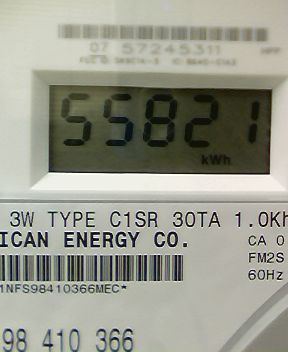 07 57245311
55821
kWh
3W TYPE C1SR 30TA 1.0Kh
ICAN ENERGY CO.
CA 0
FM2S
60Hz
1NFS98410366MEC*
98 410 366